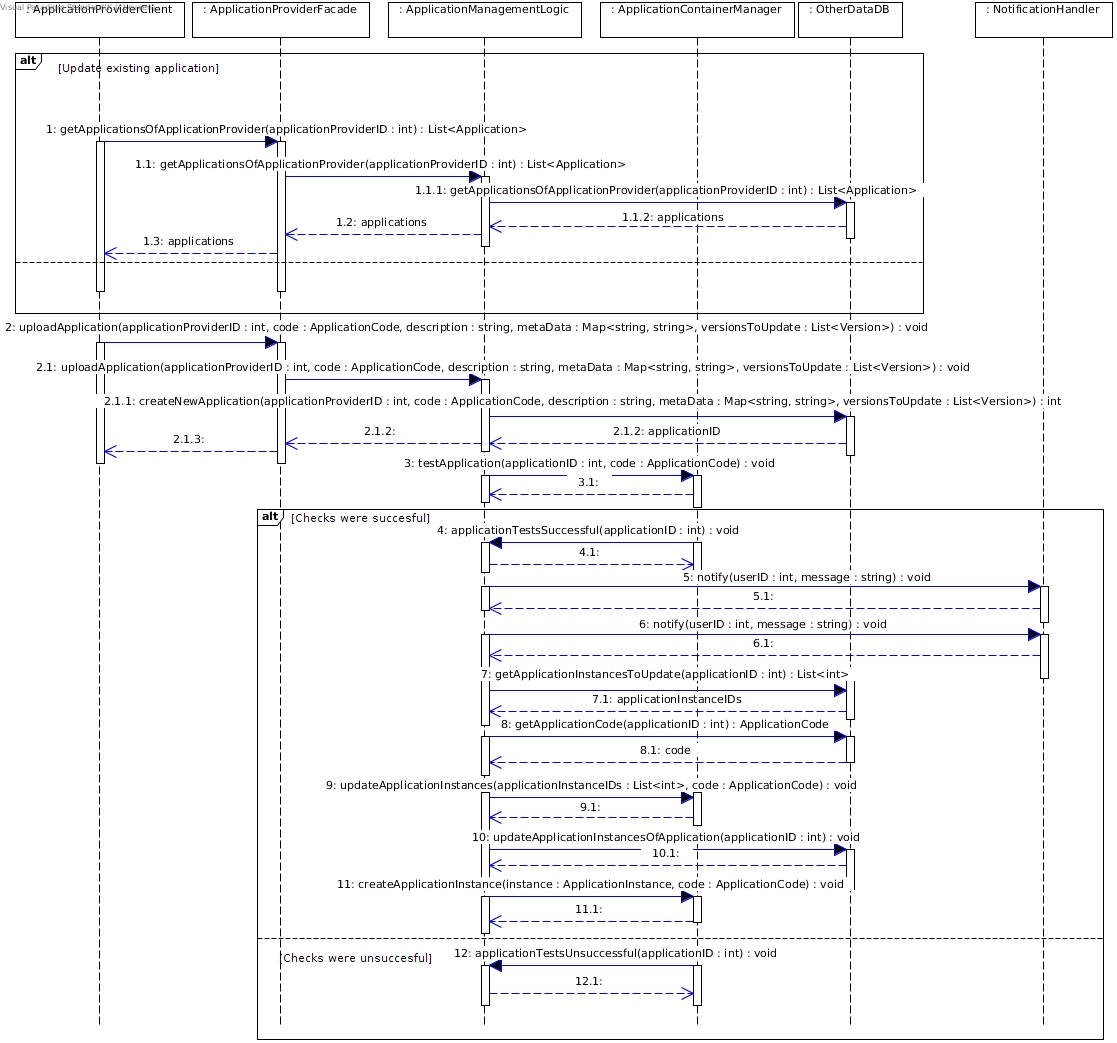 : ApplicationProviderClient
: ApplicationProviderFacade
: ApplicationManagementLogic
: ApplicationContainerManager
: OtherDataDB
: NotificationHandler
alt
[Update existing application]
1: getApplicationsOfApplicationProvider(applicationProviderID : int) : List<Application>
1.1: getApplicationsOfApplicationProvider(applicationProviderID : int) : List<Application>
1.1.1: getApplicationsOfApplicationProvider(applicationProviderID : int) : List<Application>
1.1.2: applications
1.2: applications
1.3: applications
2: uploadApplication(applicationProviderID : int, code : ApplicationCode, description : string, metaData : Map<string, string>, versionsToUpdate : List<Version>) : void
2.1: uploadApplication(applicationProviderID : int, code : ApplicationCode, description : string, metaData : Map<string, string>, versionsToUpdate : List<Version>) : void
2.1.1: createNewApplication(applicationProviderID : int, code : ApplicationCode, description : string, metaData : Map<string, string>, versionsToUpdate : List<Version>) : int
2.1.2: applicationID
2.1.2:
2.1.3:
3: testApplication(applicationID : int, code : ApplicationCode) : void
3.1:
alt
[Checks were succesful]
4: applicationTestsSuccessful(applicationID : int) : void
4.1:
5: notify(userID : int, message : string) : void
5.1:
6: notify(userID : int, message : string) : void
6.1:
7: getApplicationInstancesToUpdate(applicationID : int) : List<int>
7.1: applicationInstanceIDs
8: getApplicationCode(applicationID : int) : ApplicationCode
8.1: code
9: updateApplicationInstances(applicationInstanceIDs : List<int>, code : ApplicationCode) : void
9.1:
10: updateApplicationInstancesOfApplication(applicationID : int) : void
10.1:
11: createApplicationInstance(instance : ApplicationInstance, code : ApplicationCode) : void
11.1:
12: applicationTestsUnsuccessful(applicationID : int) : void
[Checks were unsuccesful]
12.1: